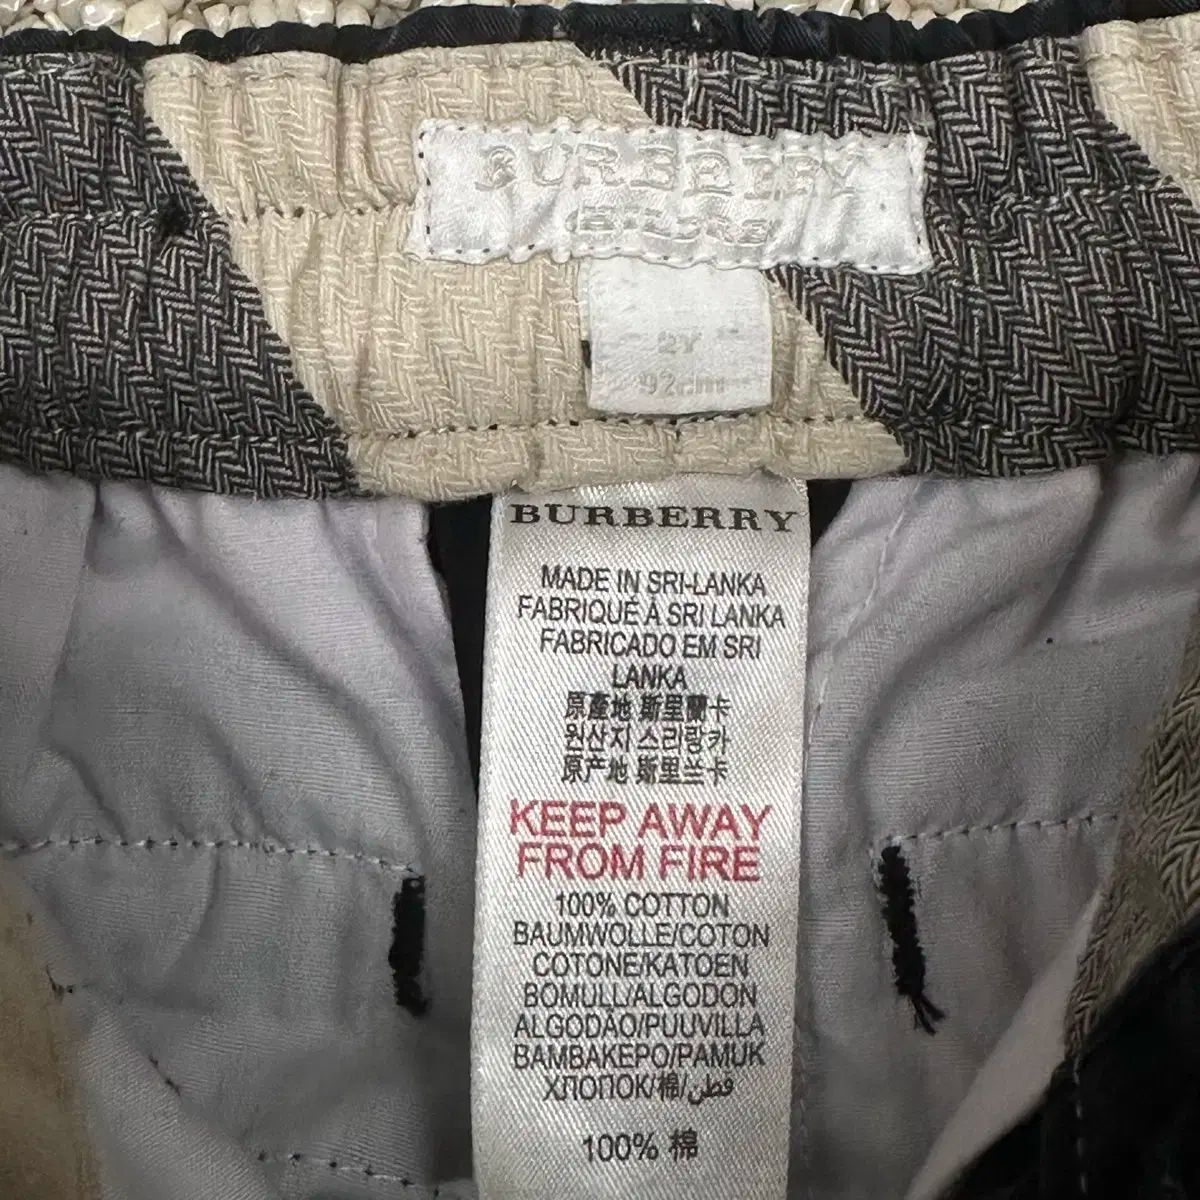 BURBERRY
CHILDREN
2Y
92cm
BURBERRY
MADE IN SRI-LANKA
FABRIQUÉ À SRI LANKA
FABRICADO EM SRI
LANKA
原產地 斯里蘭卡
원산지 스리랑카
原产地 斯里兰卡
KEEP AWAY
FROM FIRE
100% COTTON
BAUMWOLLE/COTON
COTONE/KATOEN
BOMULL/ALGODON
ALGODÃO/PUUVILLA
BAMBAKEPO/PAMUK
ХЛОПОК/棉/قطن
100% 棉